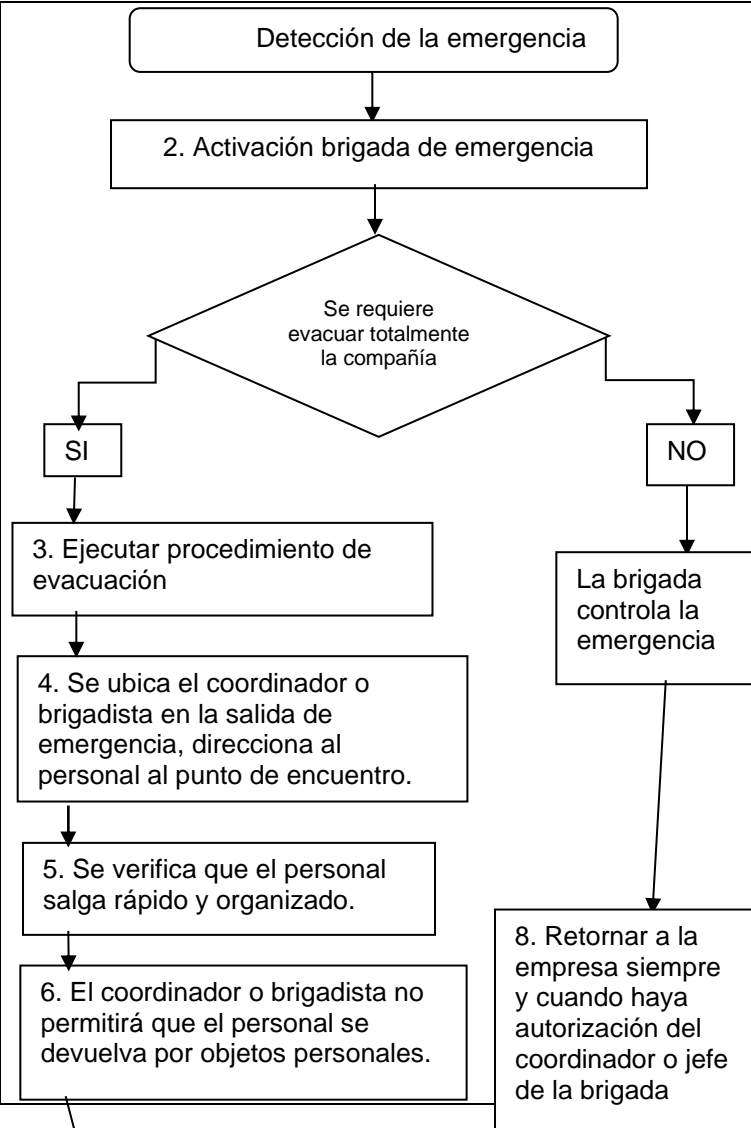 Detección de la emergencia
2. Activación brigada de emergencia
Se requiere
evacuar totalmente
la compañía
SI
NO
3. Ejecutar procedimiento de
evacuación
La brigada
controla la
emergencia
4. Se ubica el coordinador o
brigadista en la salida de
emergencia, direcciona al
personal al punto de encuentro.
5. Se verifica que el personal
salga rápido y organizado.
6. El coordinador o brigadista no
permitirá que el personal se
devuelva por objetos personales.
8. Retornar a la
empresa siempre
y cuando haya
autorización del
coordinador o jefe
de la brigada